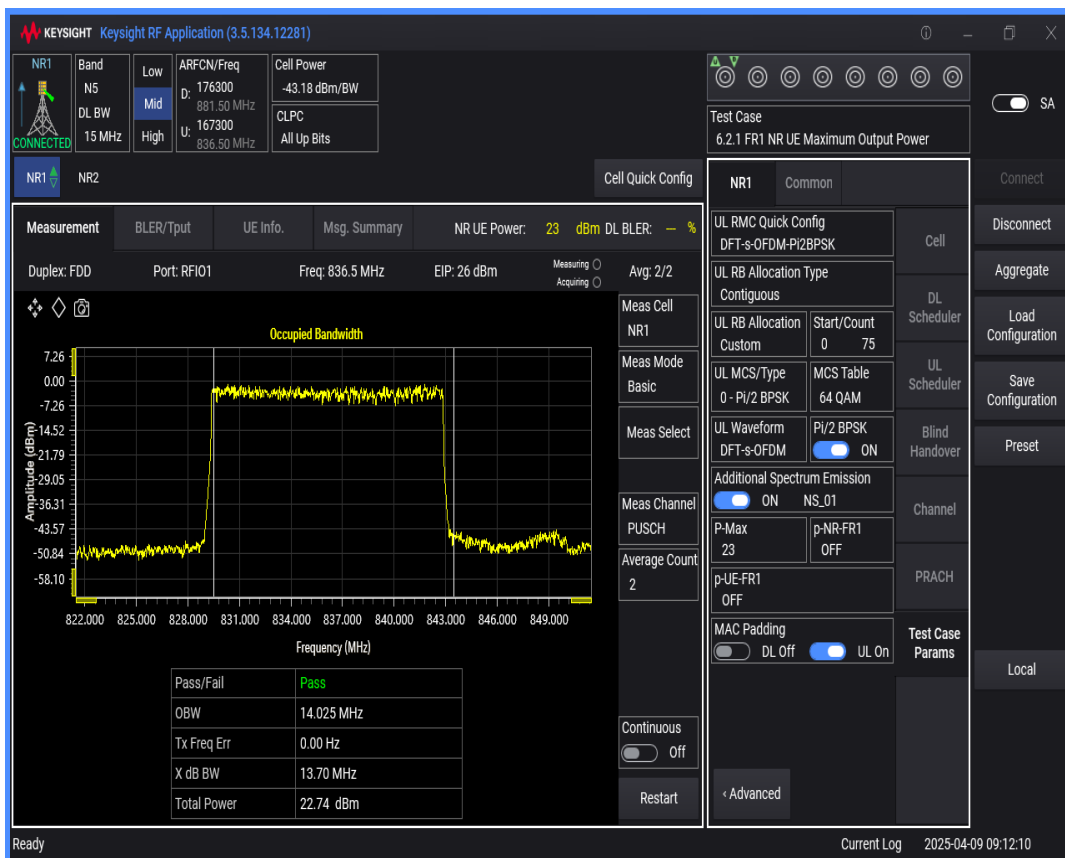 KEYSIGHT Keysight RF Application (3.5.134.12281)
NR1
CONNECTED
Band
N5
DL BW
15 MHz
Low
Mid
High
ARFCN/Freq
D: 176300
881.50 MHz
U: 167300
836.50 MHz
Cell Power
-43.18 dBm/BW
CLPC
All Up Bits
Test Case
6.2.1 FR1 NR UE Maximum Output Power
SA
NR1 NR2 Cell Quick Config
Measurement BLER/Tput UE Info. Msg. Summary NR UE Power: 23 dBm DL BLER: — %
Duplex: FDD Port: RFIO1 Freq: 836.5 MHz EIP: 26 dBm Measuring Acquiring Avg: 2/2
Occupied Bandwidth
Amplitude (dBm)
7.26
0.00
-7.26
-14.52
-21.79
-29.05
-36.31
-43.57
-50.84
-58.10
822.000 825.000 828.000 831.000 834.000 837.000 840.000 843.000 846.000 849.000
Frequency (MHz)
Pass/Fail Pass
OBW 14.025 MHz
Tx Freq Err 0.00 Hz
X dB BW 13.70 MHz
Total Power 22.74 dBm
Meas Cell
NR1
Meas Mode
Basic
Meas Select
Meas Channel
PUSCH
Average Count
2
Continuous
Off
Restart
NR1 Common
UL RMC Quick Config
DFT-s-OFDM-Pi2BPSK
UL RB Allocation Type
Contiguous
UL RB Allocation Start/Count
Custom 0 75
UL MCS/Type MCS Table
0 - Pi/2 BPSK 64 QAM
UL Waveform Pi/2 BPSK
DFT-s-OFDM ON
Additional Spectrum Emission
ON NS_01
P-Max p-NR-FR1
23 OFF
p-UE-FR1
OFF
MAC Padding
DL Off UL On
‹ Advanced
Cell
DL
Scheduler
UL
Scheduler
Blind
Handover
Channel
PRACH
Test Case
Params
Connect
Disconnect
Aggregate
Load
Configuration
Save
Configuration
Preset
Local
Ready Current Log 2025-04-09 09:12:10